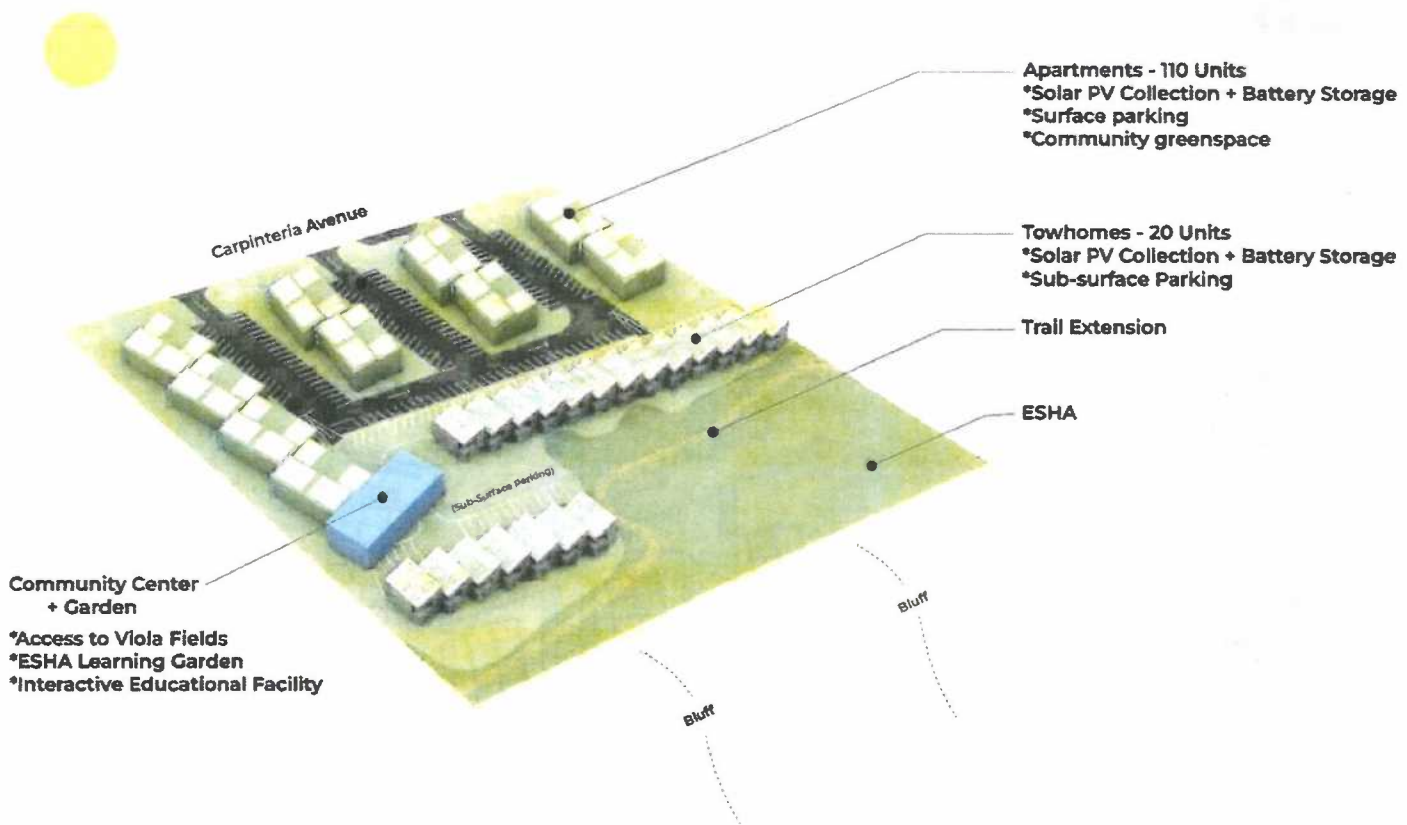 Apartments - 110 Units
*Solar PV Collection + Battery Storage
*Surface parking
*Community greenspace
Carpinteria Avenue
Towhomes - 20 Units
*Solar PV Collection + Battery Storage
*Sub-surface Parking
Trail Extension
ESHA
(Sub-Surface Parking)
Community Center
+ Garden
*Access to Viola Fields
*ESHA Learning Garden
*Interactive Educational Facility
Bluff
Bluff